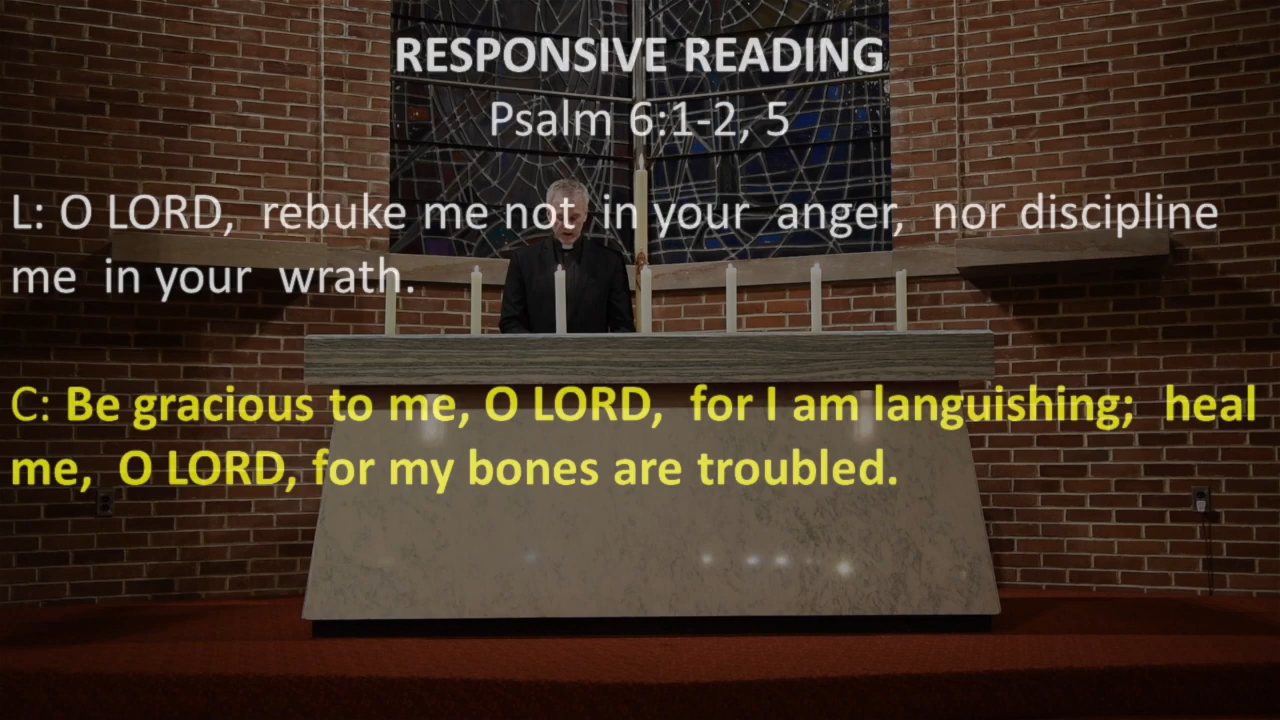 RESPONSIVE READING
Psalm 6:1-2, 5
L: O LORD, rebuke me not in your anger, nor discipline
me in your wrath.
C: Be gracious to me, O LORD, for I am languishing; heal
me, O LORD, for my bones are troubled.